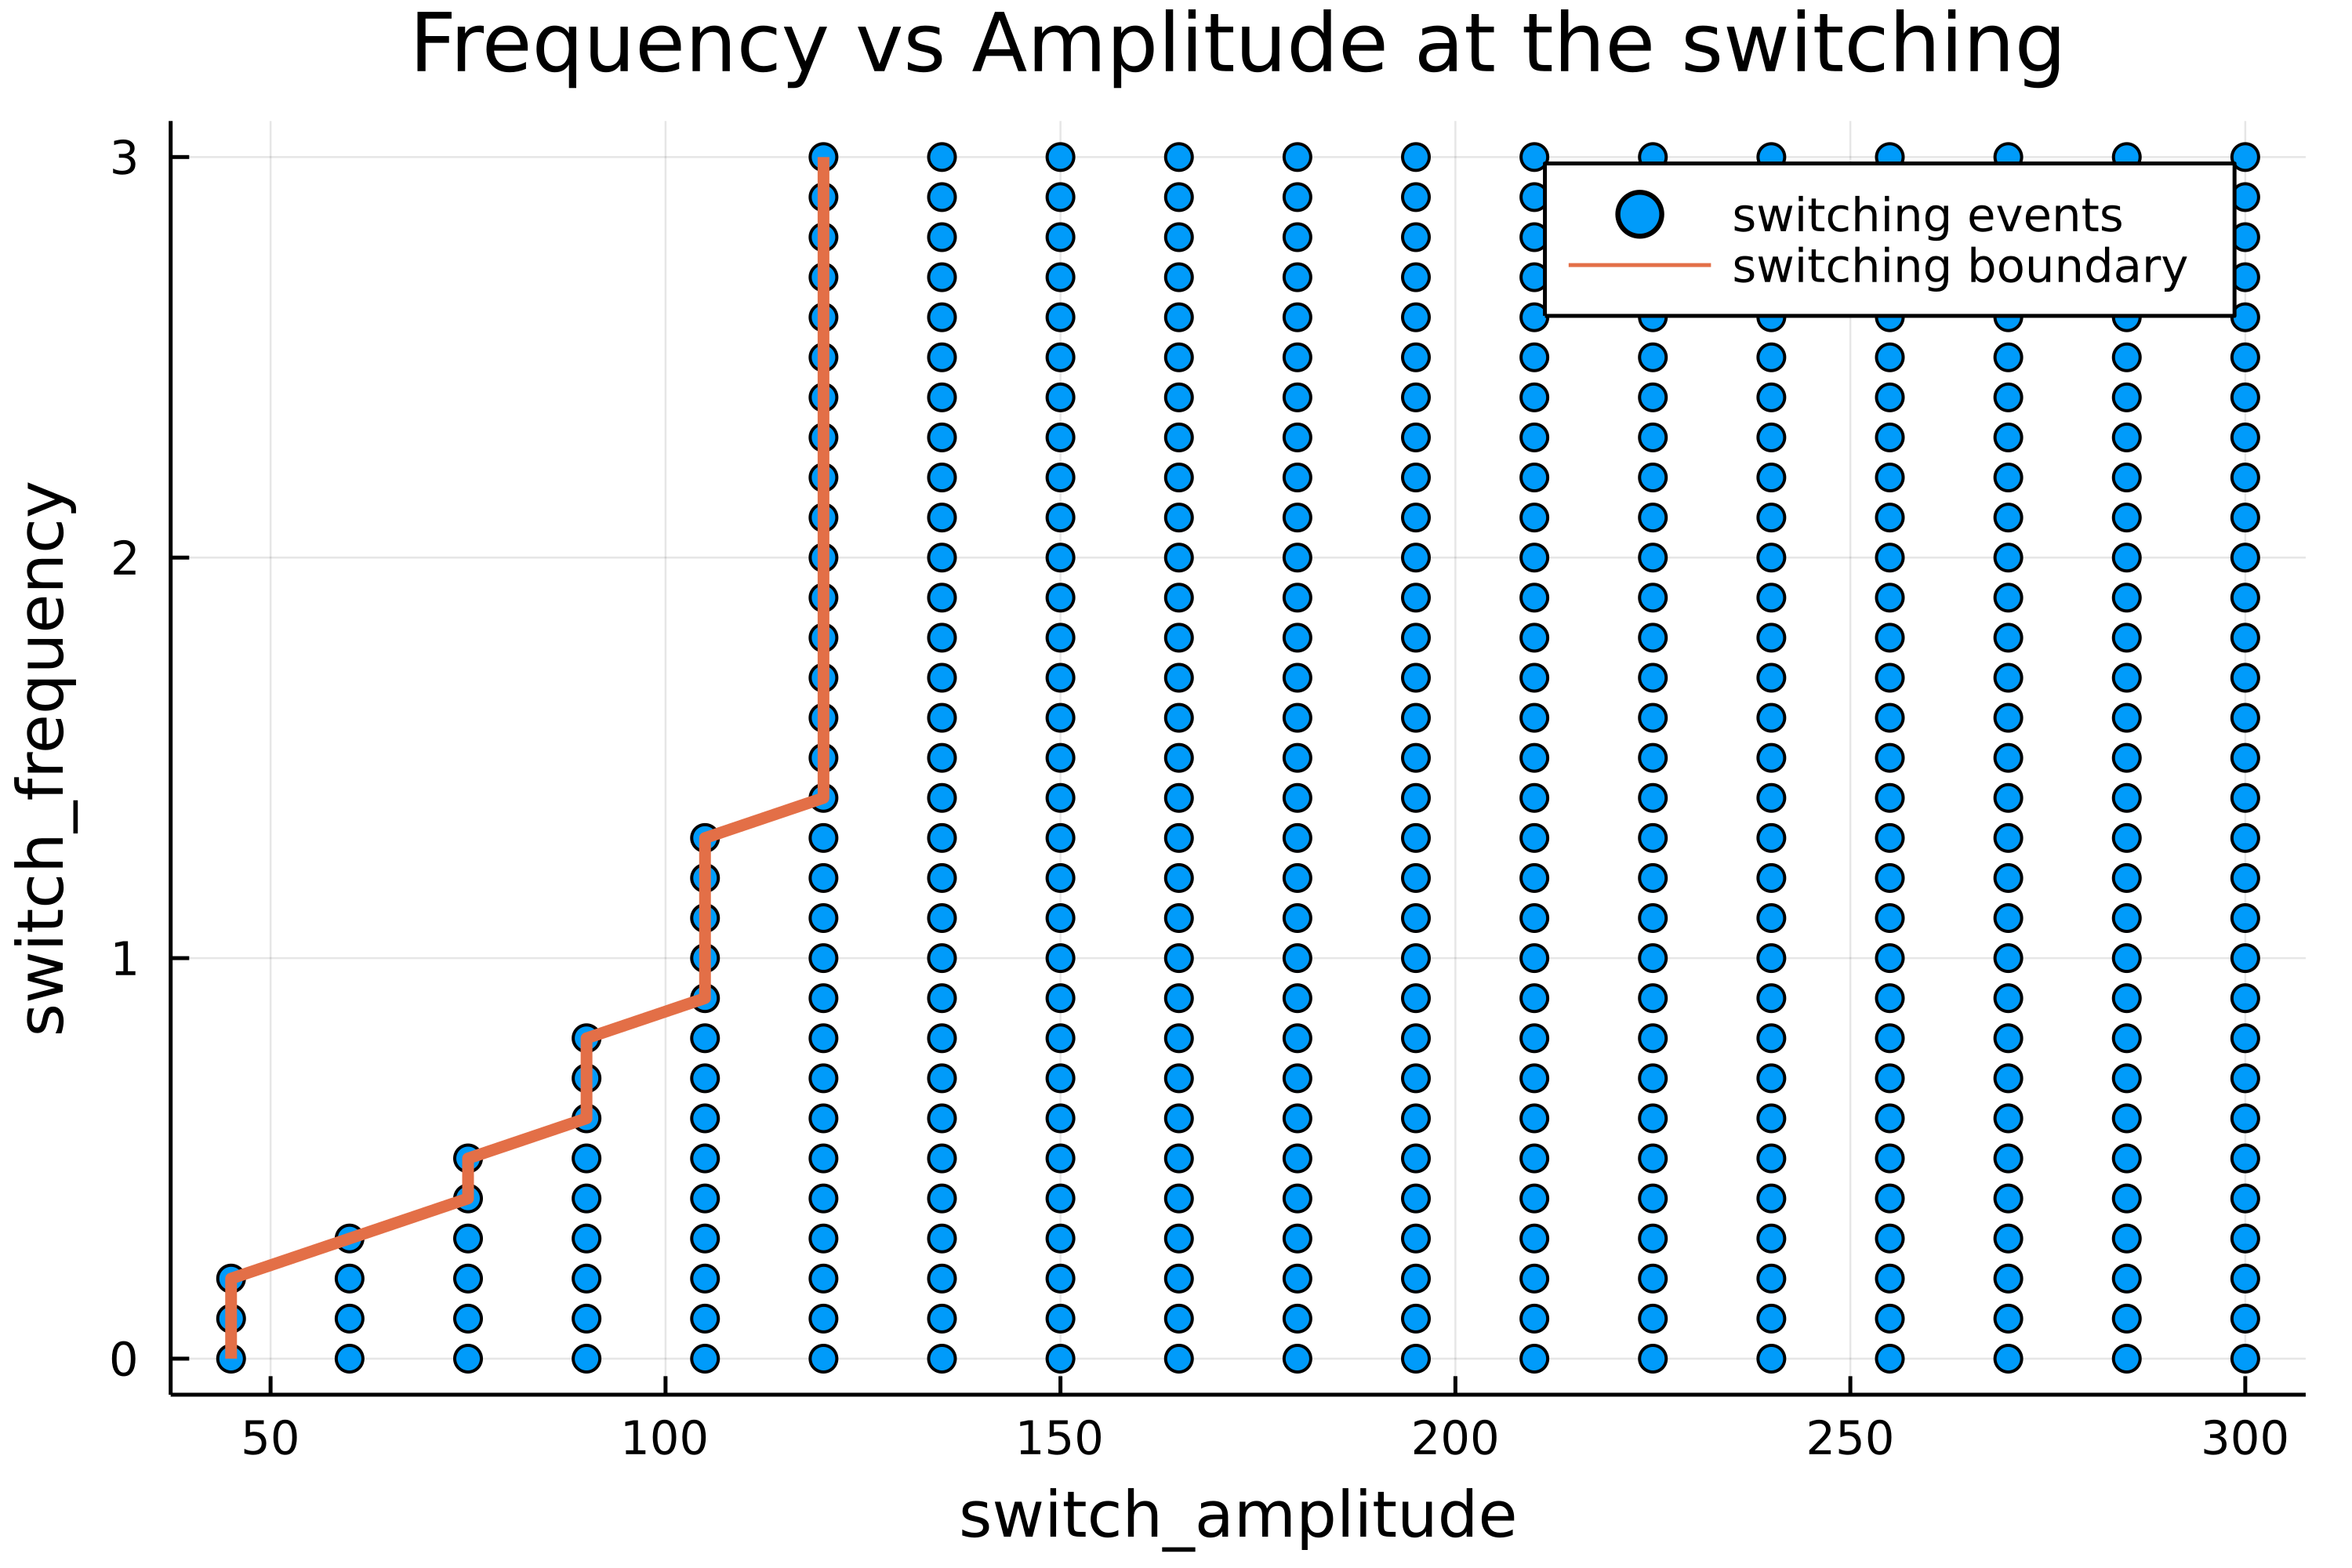 Frequency vs Amplitude at the switching
switching events
switching boundary
switch_frequency
3
2
1
0
50 100 150 200 250 300
switch_amplitude